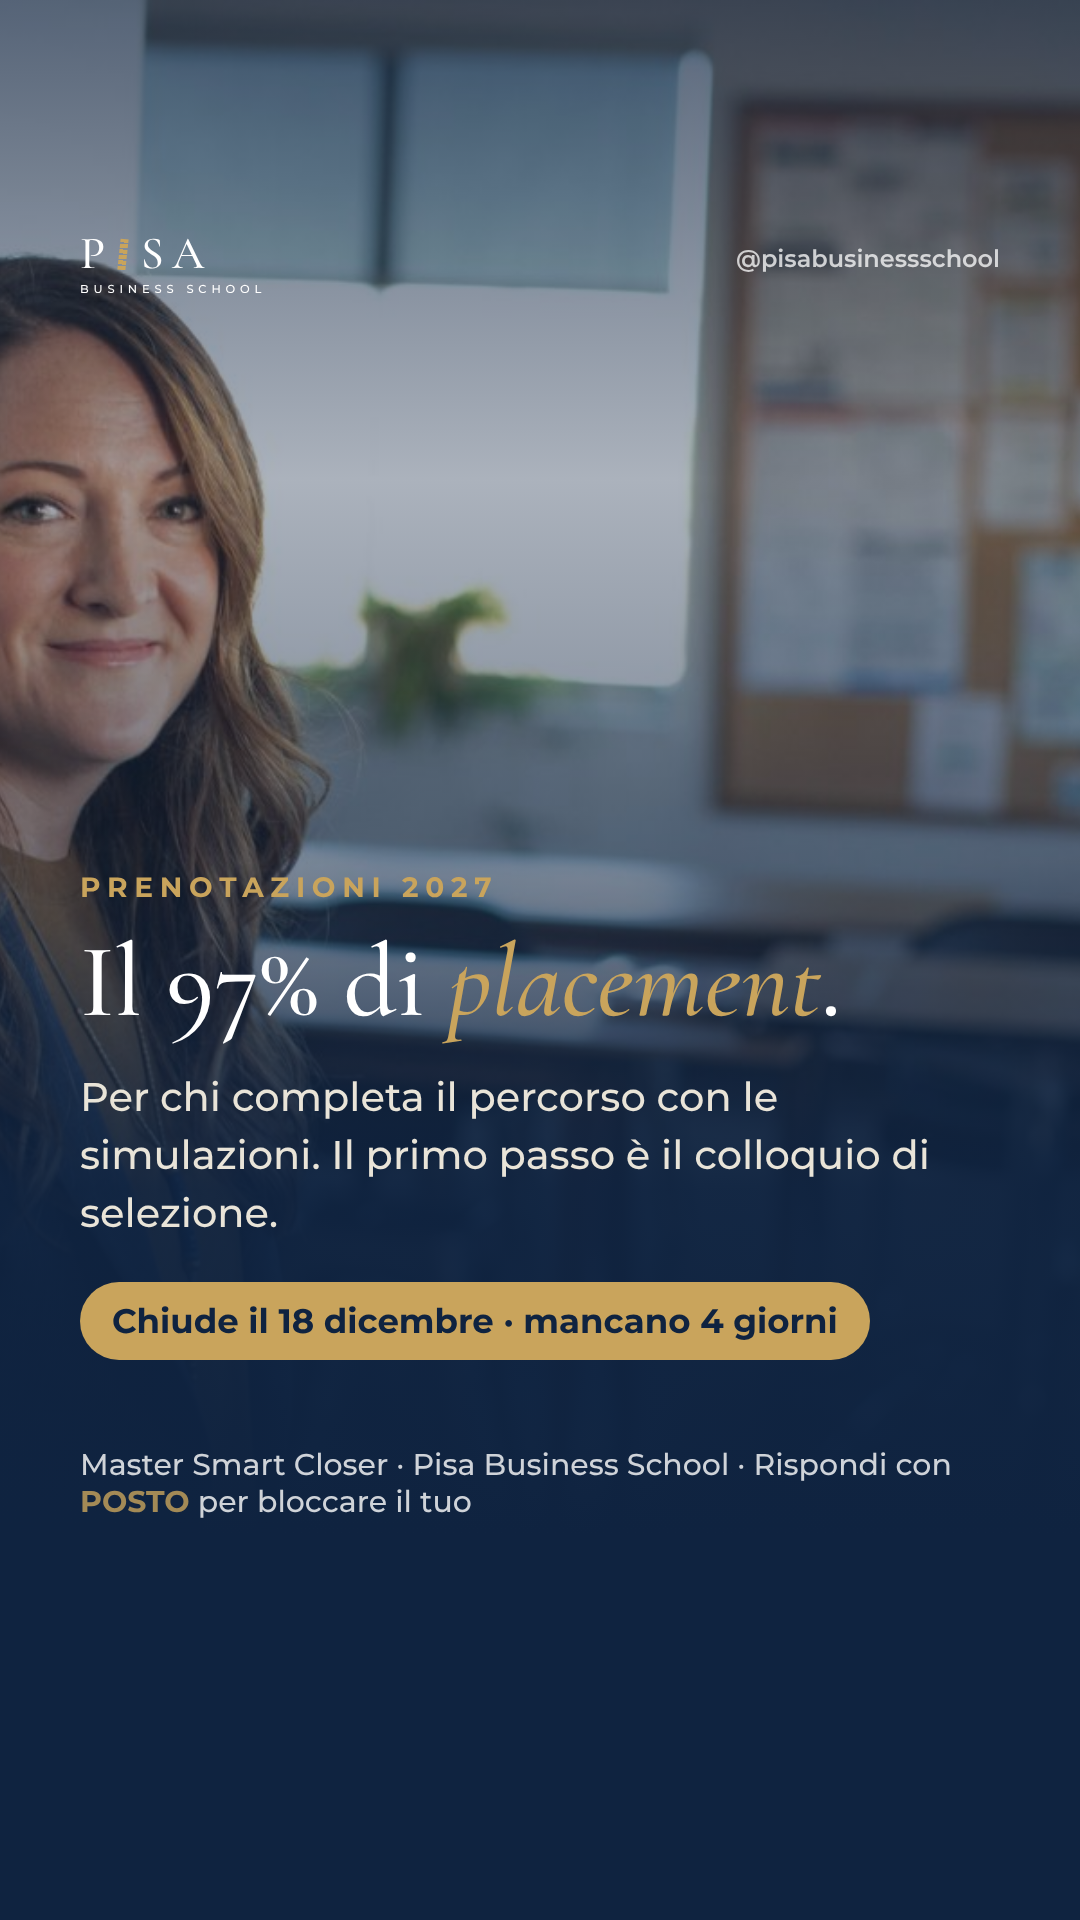 PISA
BUSINESS SCHOOL
@pisabusinessschool
PRENOTAZIONI 2027
Il 97% di placement.
Per chi completa il percorso con le
simulazioni. Il primo passo è il colloquio di
selezione.
Chiude il 18 dicembre · mancano 4 giorni
Master Smart Closer · Pisa Business School · Rispondi con
POSTO per bloccare il tuo